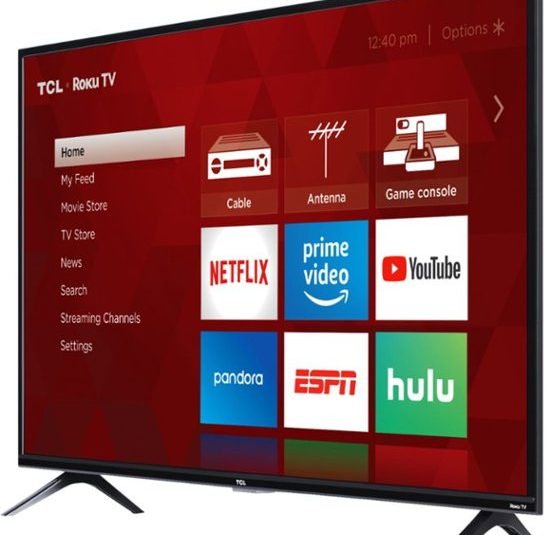 12:40 pm | Options
TCL · Roku TV
Home
My Feed
Movie Store
TV Store
News
Search
Streaming Channels
Settings
Cable
Antenna
Game console
NETFLIX
prime
video
YouTube
pandora
ESPN
hulu
TCL
Roku TV